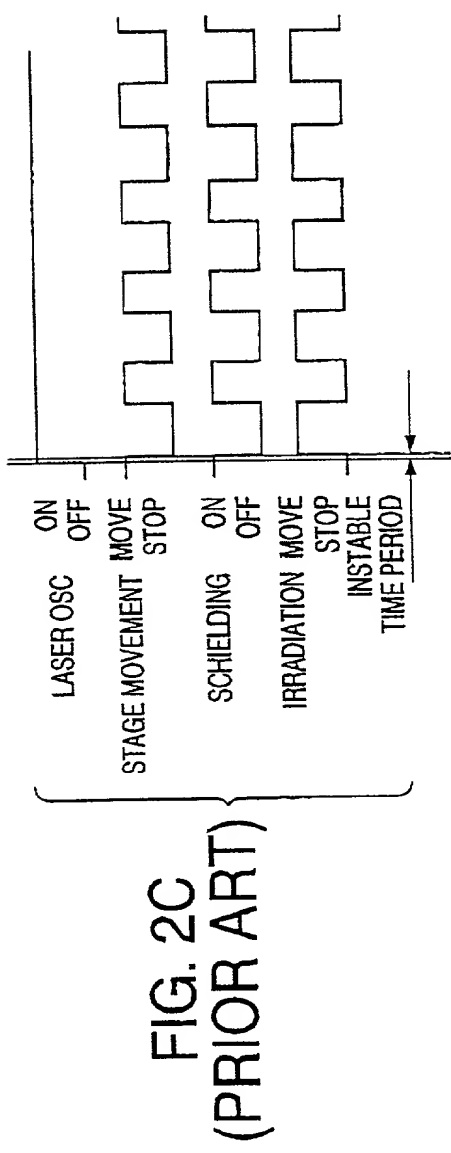 LASER OSC ON
OFF
STAGE MOVEMENT MOVE
STOP
SCHIELDING ON
OFF
IRRADIATION MOVE
STOP
INSTABLE
TIME PERIOD
FIG. 2C
(PRIOR ART)